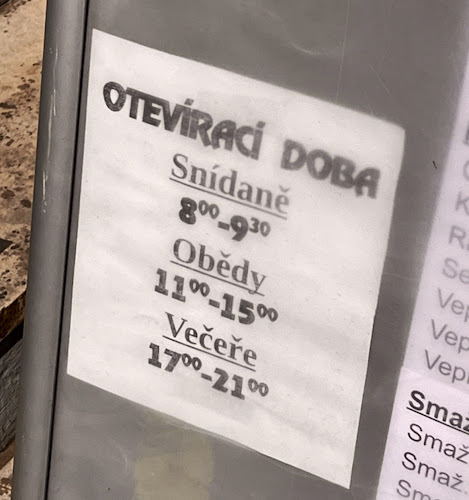 OTEVÍRACÍ DOBA
Snídaně
8⁰⁰-9³⁰
Obědy
11⁰⁰-15⁰⁰
Večeře
17⁰⁰-21⁰⁰